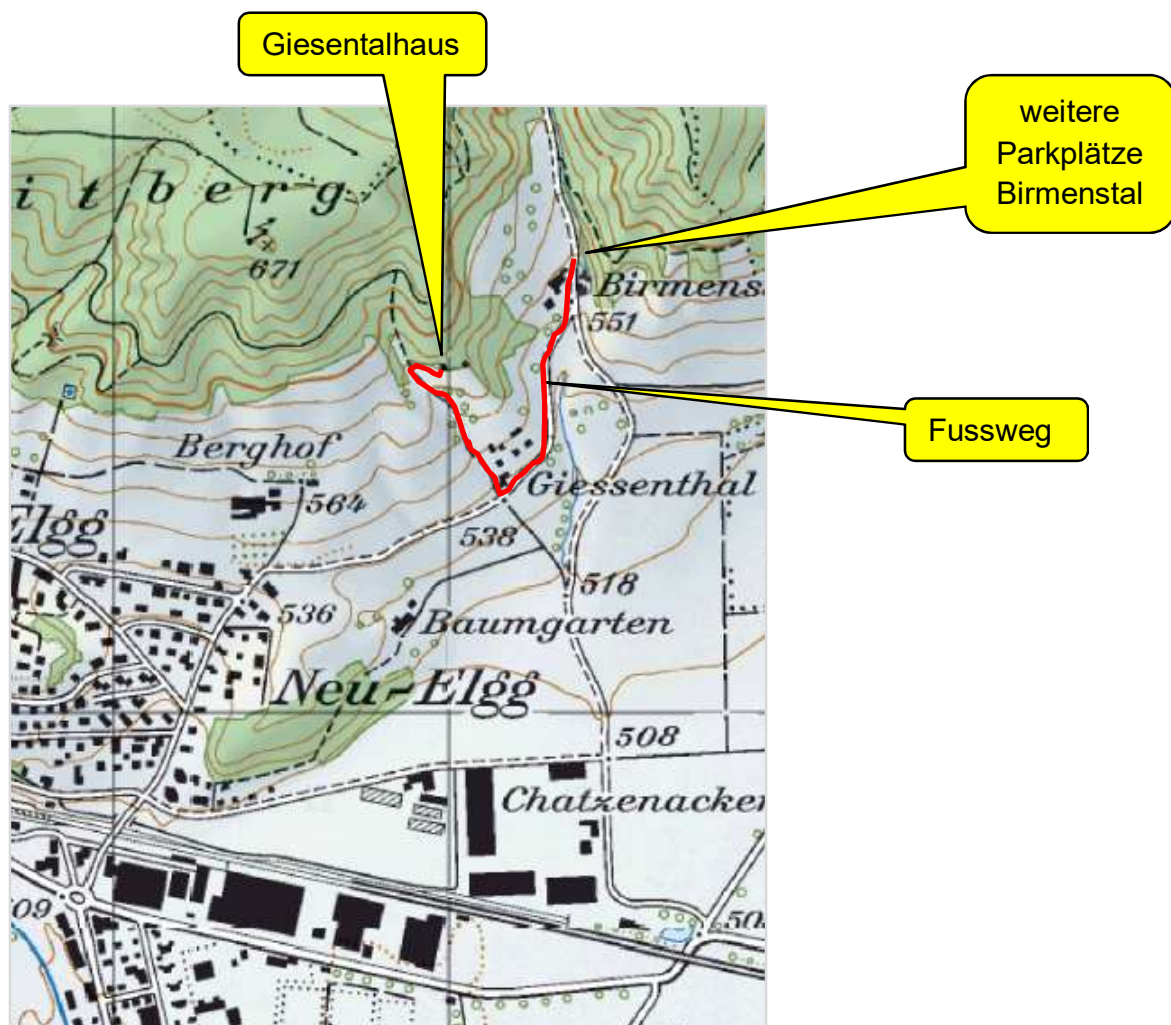 Giesentalhaus
weitere
Parkplätze
Birmenstal
itberg
671
Birmens
551
Fussweg
Berghof
564
Giessenthal
Elgg
538
518
536
Baumgarten
Neu-Elgg
508
Chatzenacker
09
50